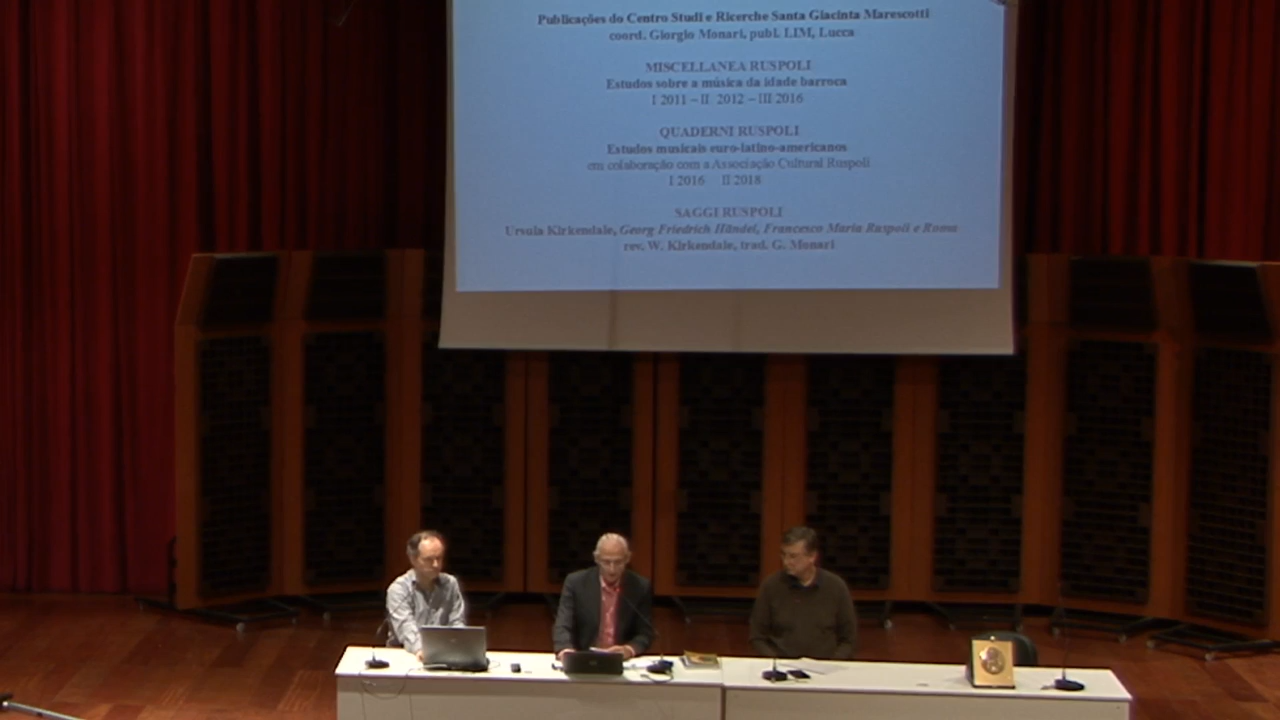 Publicações do Centro Studi e Ricerche Santa Giacinta Marescotti
coord. Giorgio Monari, publ. LIM, Lucca
MISCELLANEA RUSPOLI
Estudos sobre a música da idade barroca
I 2011 – II 2012 – III 2016
QUADERNI RUSPOLI
Estudos musicais euro-latino-americanos
em colaboração com a Associação Cultural Ruspoli
I 2016 II 2018
SAGGI RUSPOLI
Ursula Kirkendale, Georg Friedrich Händel, Francesco Maria Ruspoli e Roma
rev. W. Kirkendale, trad. G. Monari